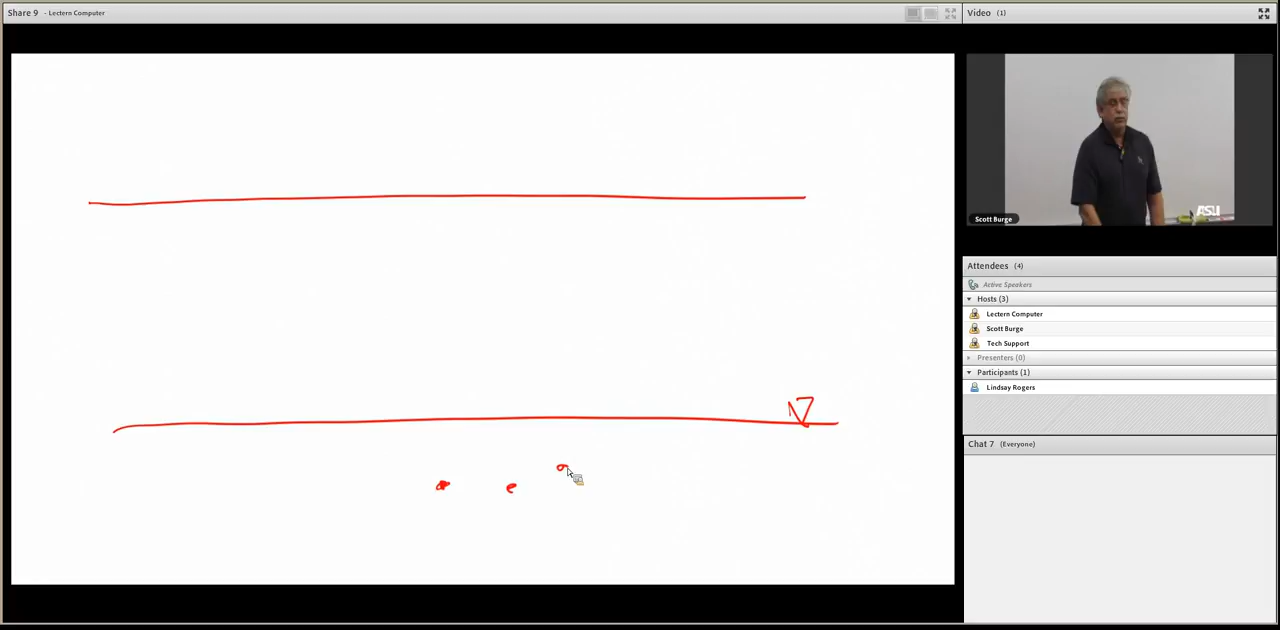 Share 9 - Lectern Computer
Video (1)
Scott Burge
ASU
Attendees (4)
Active Speakers
Hosts (3)
Lectern Computer
Scott Burge
Tech Support
Presenters (0)
Participants (1)
Lindsay Rogers
Chat 7 (Everyone)